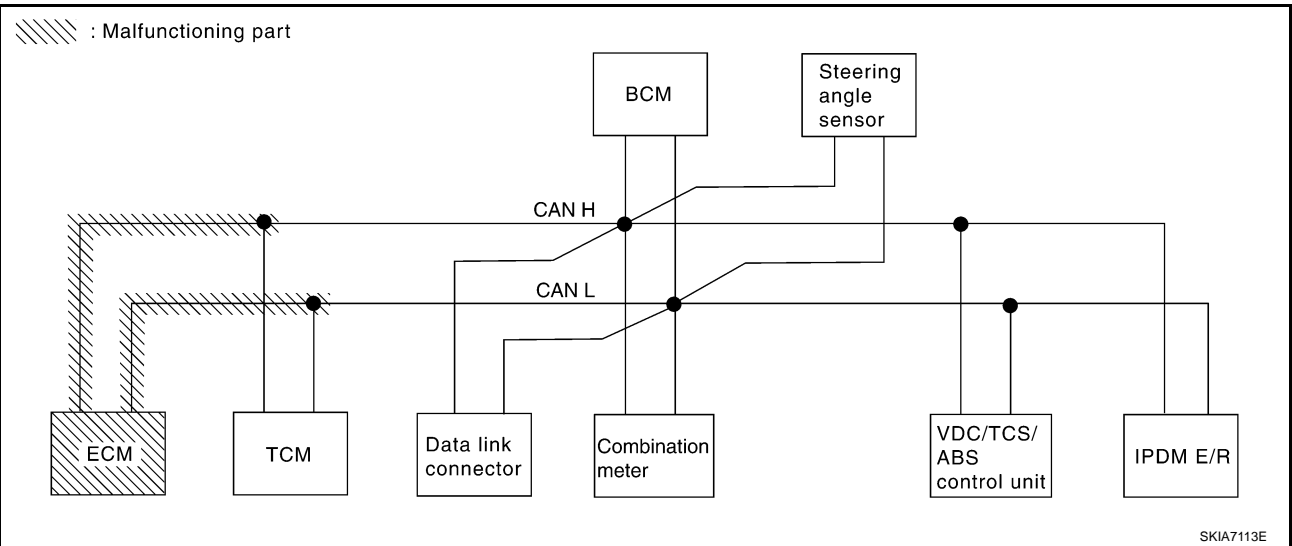 : Malfunctioning part
BCM
Steering
angle
sensor
CAN H
CAN L
ECM
TCM
Data link
connector
Combination
meter
VDC/TCS/
ABS
control unit
IPDM E/R
SKIA7113E